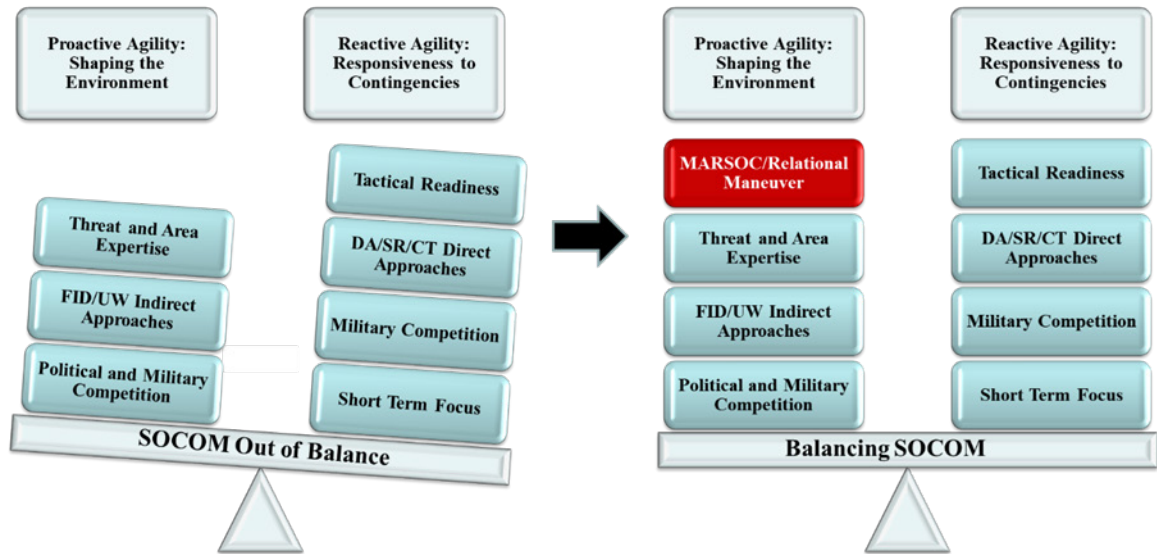 Proactive Agility:
Shaping the
Environment
Reactive Agility:
Responsiveness to
Contingencies
Threat and Area
Expertise
FID/UW Indirect
Approaches
Political and Military
Competition
Tactical Readiness
DA/SR/CT Direct
Approaches
Military Competition
Short Term Focus
SOCOM Out of Balance
Proactive Agility:
Shaping the
Environment
Reactive Agility:
Responsiveness to
Contingencies
MARSOC/Relational
Maneuver
Threat and Area
Expertise
FID/UW Indirect
Approaches
Political and Military
Competition
Tactical Readiness
DA/SR/CT Direct
Approaches
Military Competition
Short Term Focus
Balancing SOCOM